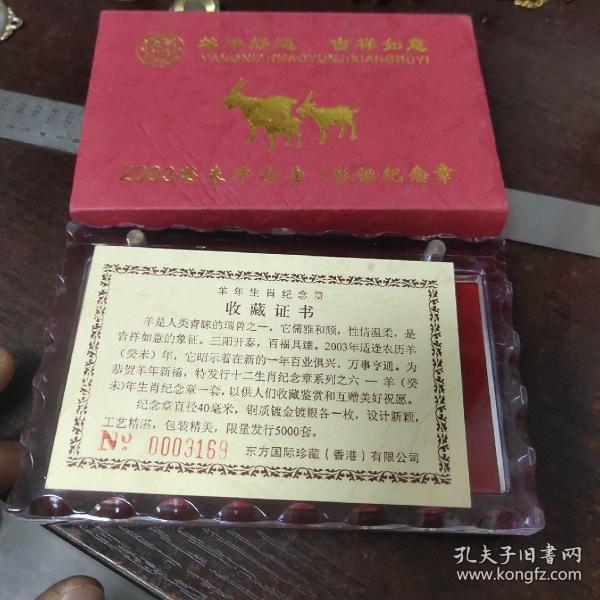 羊年好运 吉祥如意
YANGNIANHAOYUNJIXIANGRUYI
2003癸未年彩金·彩银纪念章
羊年生肖纪念章
收藏证书
羊是人类青睐的瑞兽之一,它儒雅和顺,性情温柔,是
吉祥如意的象征。三阳开泰,百福具臻。2003年适逢农历羊
(癸未)年,它昭示着在新的一年百业俱兴、万事亨通。为
恭贺羊年新禧,特发行十二生肖纪念章系列之六—羊(癸
未)年生肖纪念章一套,以供人们收藏鉴赏和互赠美好祝愿。
纪念章直径40毫米,铜质镀金镀银各一枚,设计新颖,
工艺精湛,包装精美,限量发行5000套。
No 0003169 东方国际珍藏(香港)有限公司
孔夫子旧书网
www.kongfz.com